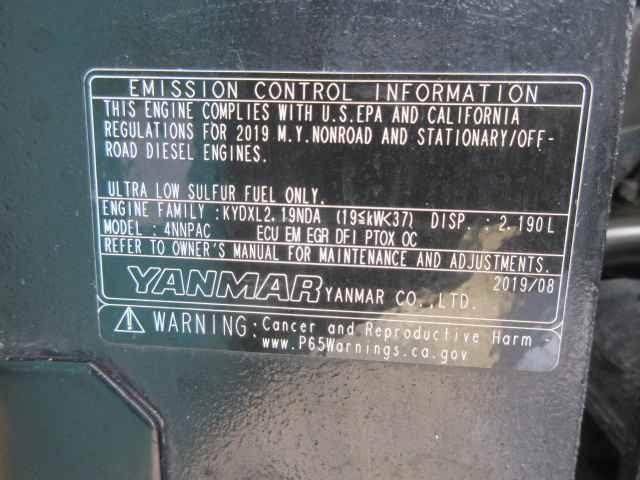 EMISSION CONTROL INFORMATION
THIS ENGINE COMPLIES WITH U.S.EPA AND CALIFORNIA
REGULATIONS FOR 2019 M.Y.NONROAD AND STATIONARY/OFF-
ROAD DIESEL ENGINES.
ULTRA LOW SULFUR FUEL ONLY.
ENGINE FAMILY :KYDXL2.19NDA (19≤kW<37) DISP. : 2.190L
MODEL : 4NNPAC ECU EM EGR DFI PTOX OC
REFER TO OWNER'S MANUAL FOR MAINTENANCE AND ADJUSTMENTS.
2019/08
YANMAR YANMAR CO.,LTD.
WARNING:Cancer and Reproductive Harm -
www.P65Warnings.ca.gov